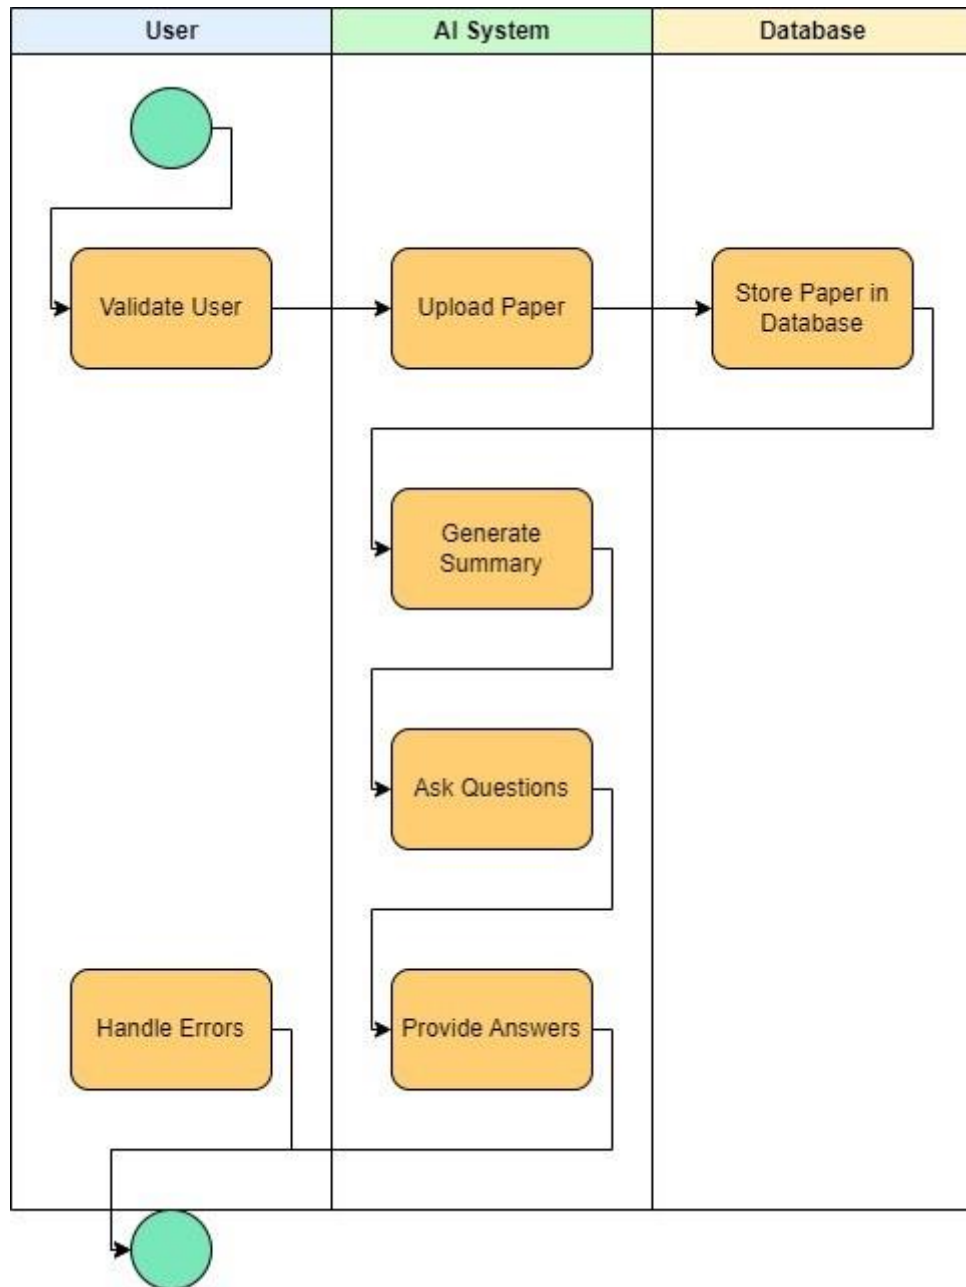 User
AI System
Database
Validate User
Upload Paper
Store Paper in
Database
Generate
Summary
Ask Questions
Handle Errors
Provide Answers